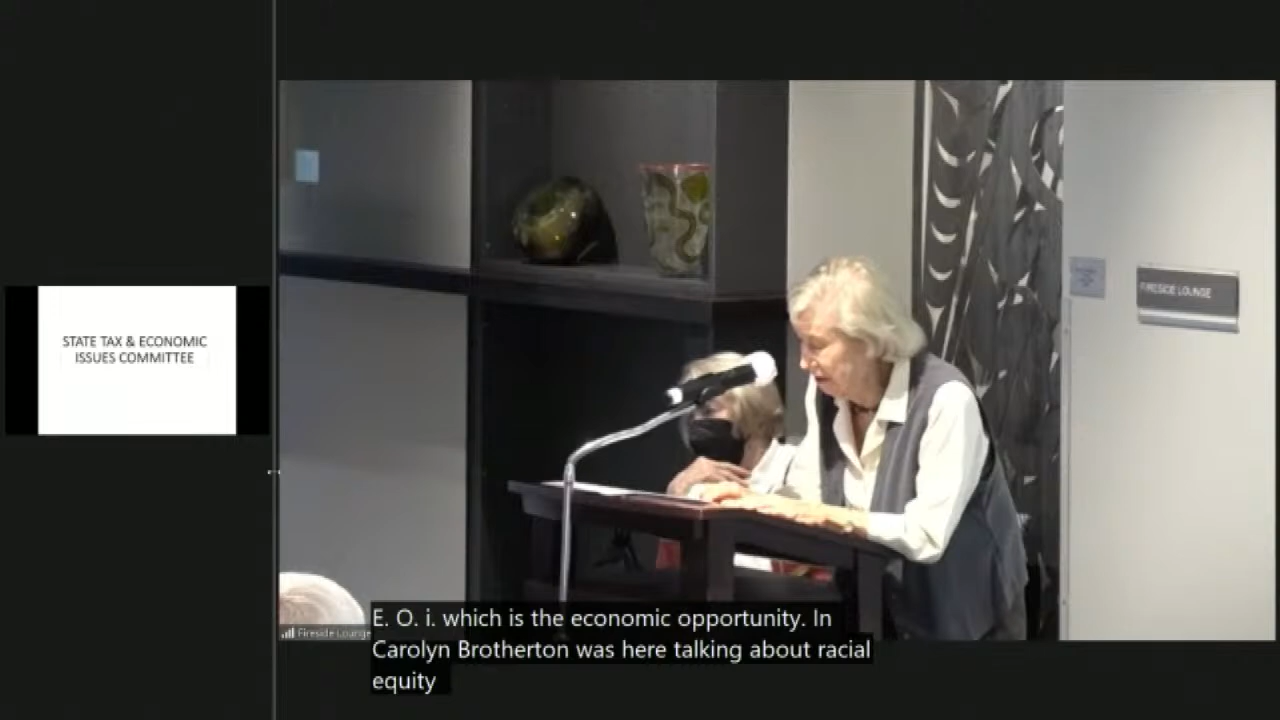 STATE TAX & ECONOMIC
ISSUES COMMITTEE
FIRESIDE LOUNGE
Fireside Lounge
E. O. i. which is the economic opportunity. In
Carolyn Brotherton was here talking about racial
equity